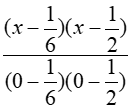 (x - 1/6)(x - 1/2)
(0 - 1/6)(0 - 1/2)